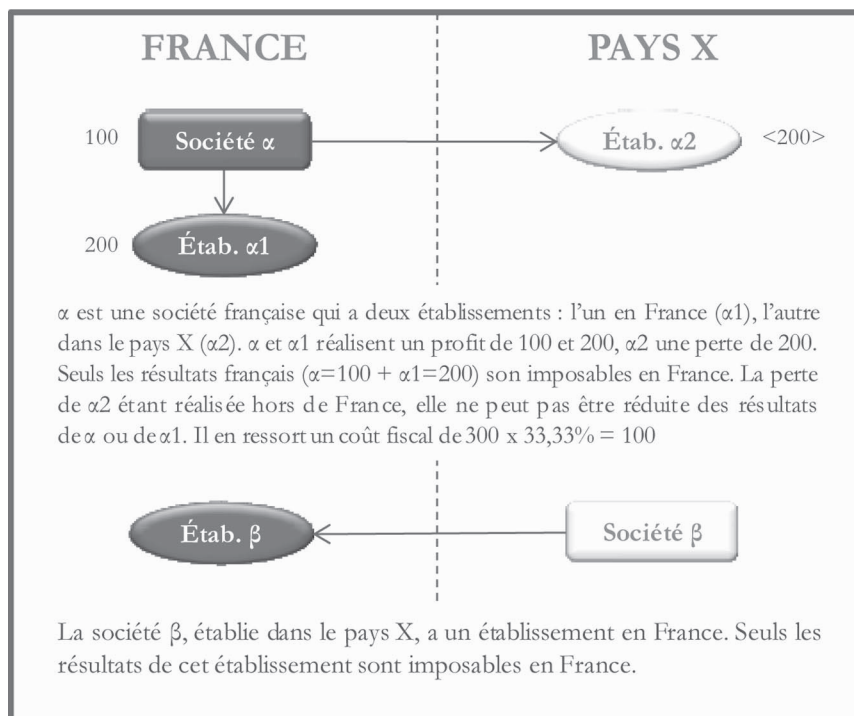 FRANCE PAYS X
100 Société α Étab. α2 <200>
200 Étab. α1
α est une société française qui a deux établissements : l’un en France (α1), l’autre
dans le pays X (α2). α et α1 réalisent un profit de 100 et 200, α2 une perte de 200.
Seuls les résultats français (α=100 + α1=200) son imposables en France. La perte
de α2 étant réalisée hors de France, elle ne peut pas être réduite des résultats
de α ou de α1. Il en ressort un coût fiscal de 300 x 33,33% = 100
Étab. β Société β
La société β, établie dans le pays X, a un établissement en France. Seuls les
résultats de cet établissement sont imposables en France.